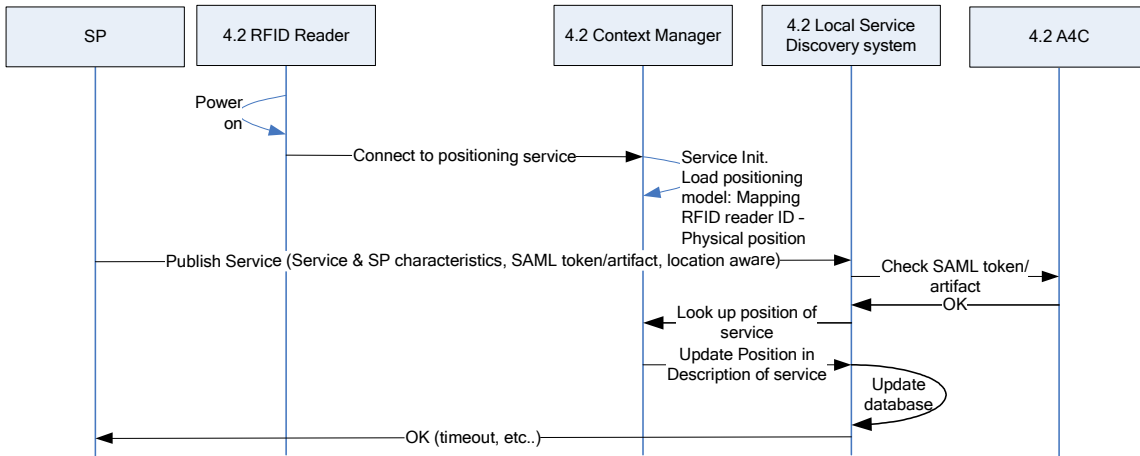 SP
4.2 RFID Reader
4.2 Context Manager
4.2 Local Service
Discovery system
4.2 A4C
Power
on
Connect to positioning service
Service Init.
Load positioning
model: Mapping
RFID reader ID -
Physical position
Publish Service (Service & SP characteristics, SAML token/artifact, location aware)
Check SAML token/
artifact
OK
Look up position of
service
Update Position in
Description of service
Update
database
OK (timeout, etc..)